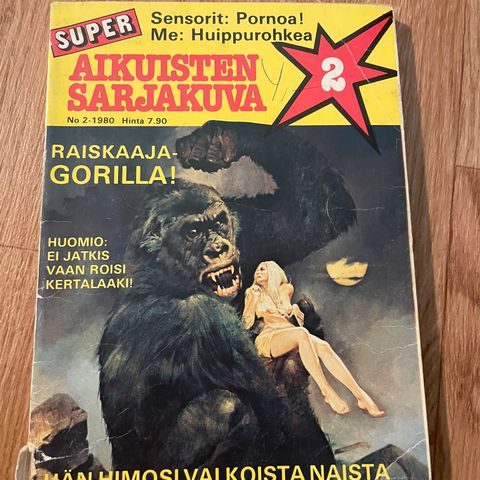 SUPER
Sensorit: Pornoa!
Me: Huippurohkea
AIKUISTEN
SARJAKUVA
2
No 2-1980 Hinta 7.90
RAISKAAJA-
GORILLA!
HUOMIO:
EI JATKIS
VAAN ROISI
KERTALAAKI!
HÄN HIMOSI VALKOISTA NAISTA